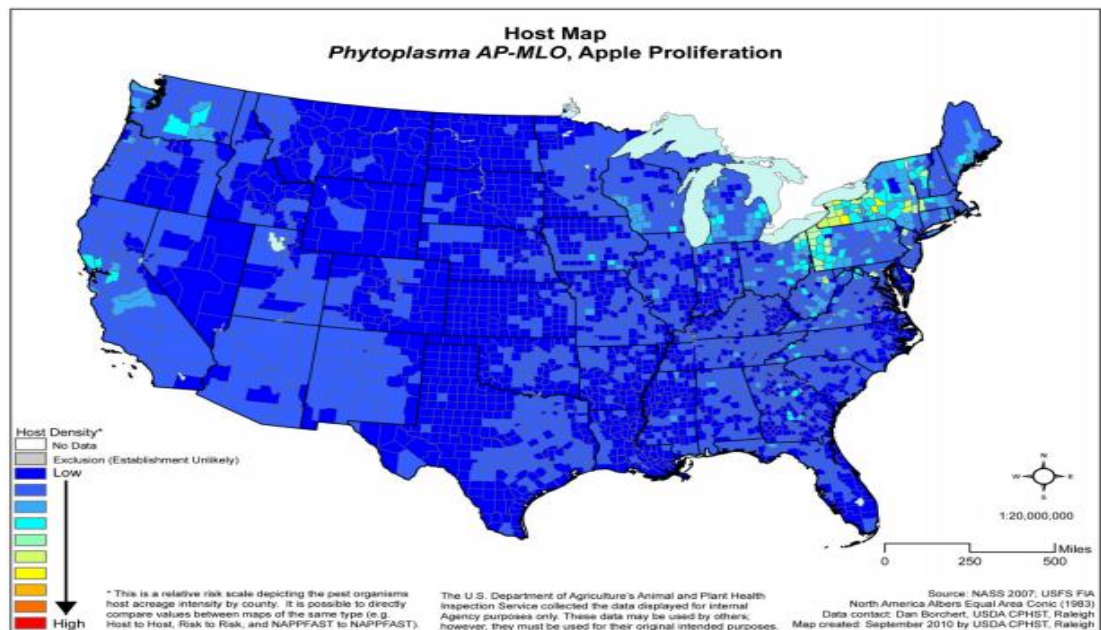 Host Map
Phytoplasma AP-MLO, Apple Proliferation
Host Density*
No Data
Exclusion (Establishment Unlikely)
Low
High
* This is a relative risk scale depicting the pest organisms
host acreage intensity by county. It is possible to directly
compare values between maps of the same type (e.g.
Host to Host, Risk to Risk, and NAPPFAST to NAPPFAST).
The U.S. Department of Agriculture's Animal and Plant Health
Inspection Service collected the data displayed for internal
Agency purposes only. These data may be used by others;
however, they must be used for their original intended purposes.
N
W E
S
1:20,000,000
Miles
0 250 500
Source: NASS 2007; USFS FIA
North America Albers Equal Area Conic (1983)
Data contact: Dan Borchert, USDA CPHST, Raleigh
Map created: September 2010 by USDA CPHST, Raleigh